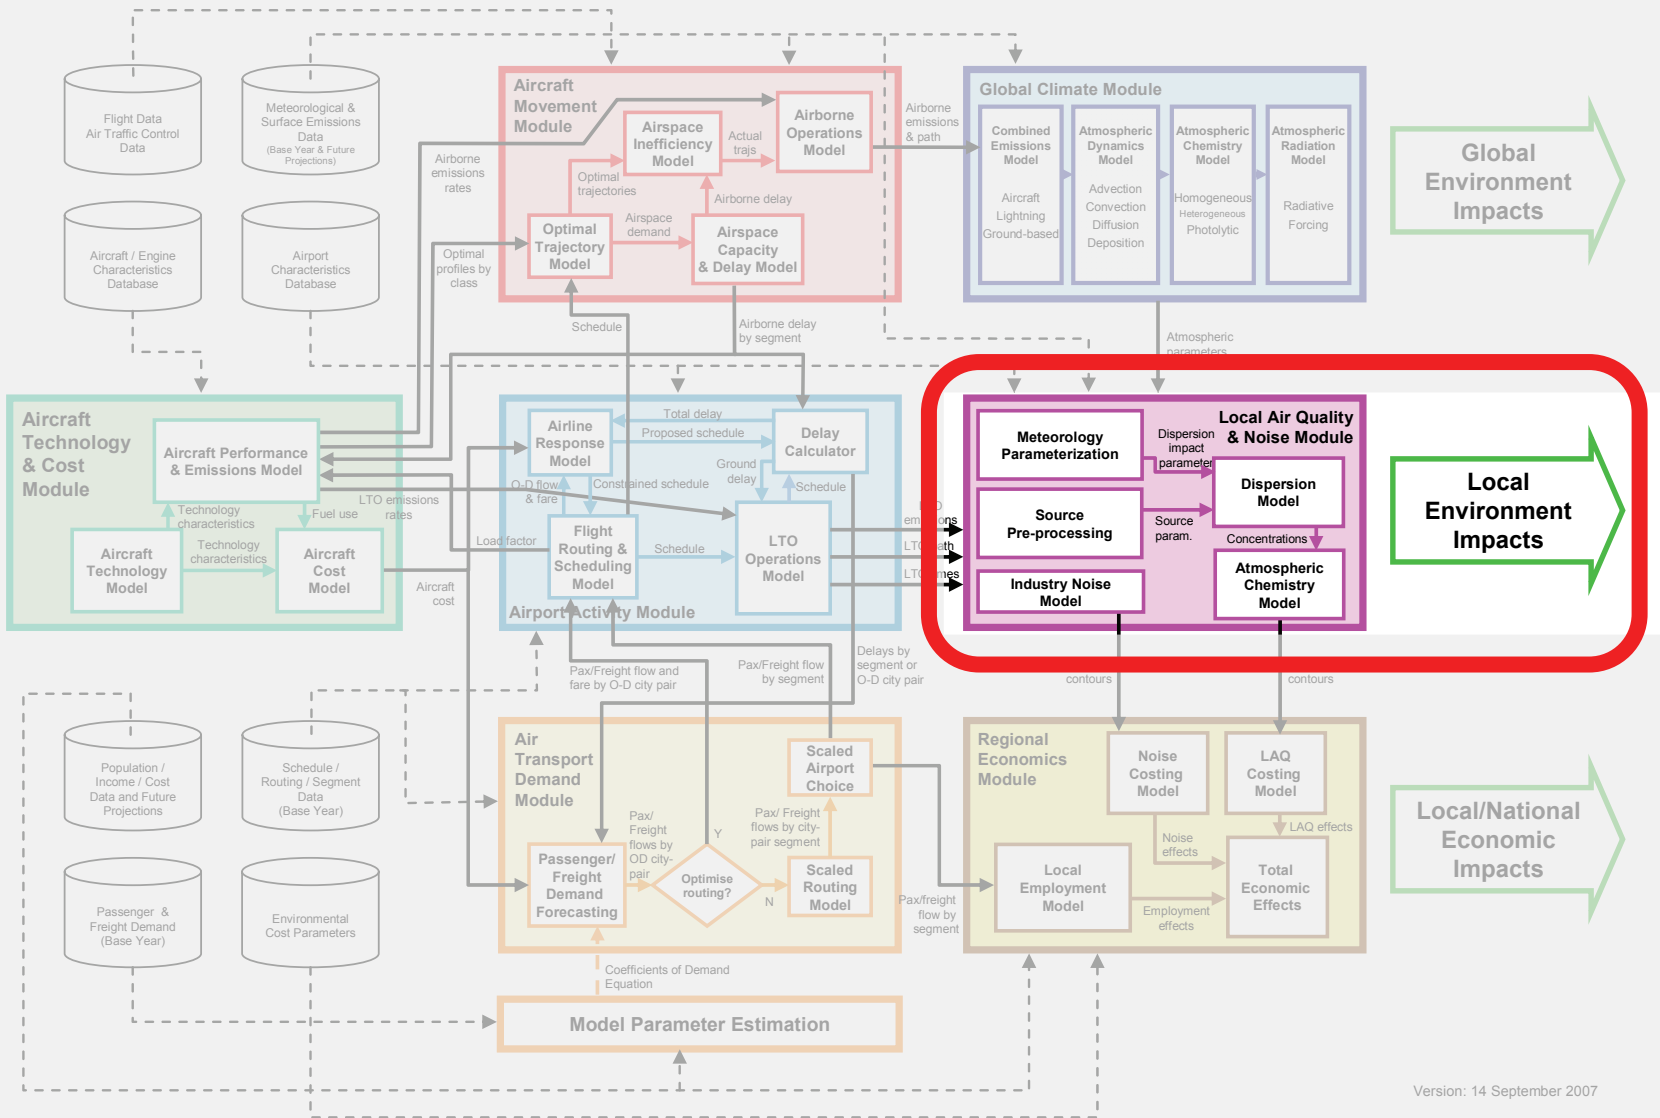 Flight Data
Air Traffic Control
Data
Meteorological &
Surface Emissions
Data
(Base Year & Future
Projections)
Aircraft / Engine
Characteristics
Database
Airport
Characteristics
Database
Airborne
emissions
rates
Optimal
profiles by
class
Aircraft
Movement
Module
Airspace
Inefficiency
Model
Actual
trajs
Airborne
Operations
Model
Optimal
trajectories
Airborne delay
Optimal
Trajectory
Model
Airspace
demand
Airspace
Capacity
& Delay Model
Schedule
Airborne delay
by segment
Airborne
emissions
& path
Global Climate Module
Combined
Emissions
Model
Aircraft
Lightning
Ground-based
Atmospheric
Dynamics
Model
Advection
Convection
Diffusion
Deposition
Atmospheric
Chemistry
Model
Homogeneous
Heterogeneous
Photolytic
Atmospheric
Radiation
Model
Radiative
Forcing
Atmospheric
parameters
Global
Environment
Impacts
Aircraft
Technology
& Cost
Module
Aircraft Performance
& Emissions Model
Technology
characteristics
Fuel use
LTO emissions
rates
Aircraft
Technology
Model
Technology
characteristics
Aircraft
Cost
Model
Load factor
Aircraft
cost
Airline
Response
Model
Total delay
Proposed schedule
Delay
Calculator
Ground
delay
O-D flow
& fare
Constrained schedule
Schedule
Flight
Routing &
Scheduling
Model
Schedule
LTO
Operations
Model
Airport Activity Module
Local Air Quality
& Noise Module
Meteorology
Parameterization
Dispersion
impact
parameter
Dispersion
Model
Source
Pre-processing
Source
param.
Concentrations
Industry Noise
Model
Atmospheric
Chemistry
Model
Local
Environment
Impacts
Pax/Freight flow and
fare by O-D city pair
Pax/Freight flow
by segment
Delays by
segment or
O-D city pair
contours
contours
Population /
Income / Cost
Data and Future
Projections
Schedule /
Routing / Segment
Data
(Base Year)
Passenger &
Freight Demand
(Base Year)
Environmental
Cost Parameters
Air
Transport
Demand
Module
Scaled
Airport
Choice
Pax/
Freight
flows by
OD city-
pair
Y
Pax/ Freight
flows by city-
pair segment
Passenger/
Freight
Demand
Forecasting
Optimise
routing?
N
Scaled
Routing
Model
Coefficients of Demand
Equation
Model Parameter Estimation
Pax/freight
flow by
segment
Regional
Economics
Module
Noise
Costing
Model
LAQ
Costing
Model
LAQ effects
Noise
effects
Local
Employment
Model
Employment
effects
Total
Economic
Effects
Local/National
Economic
Impacts
Version: 14 September 2007